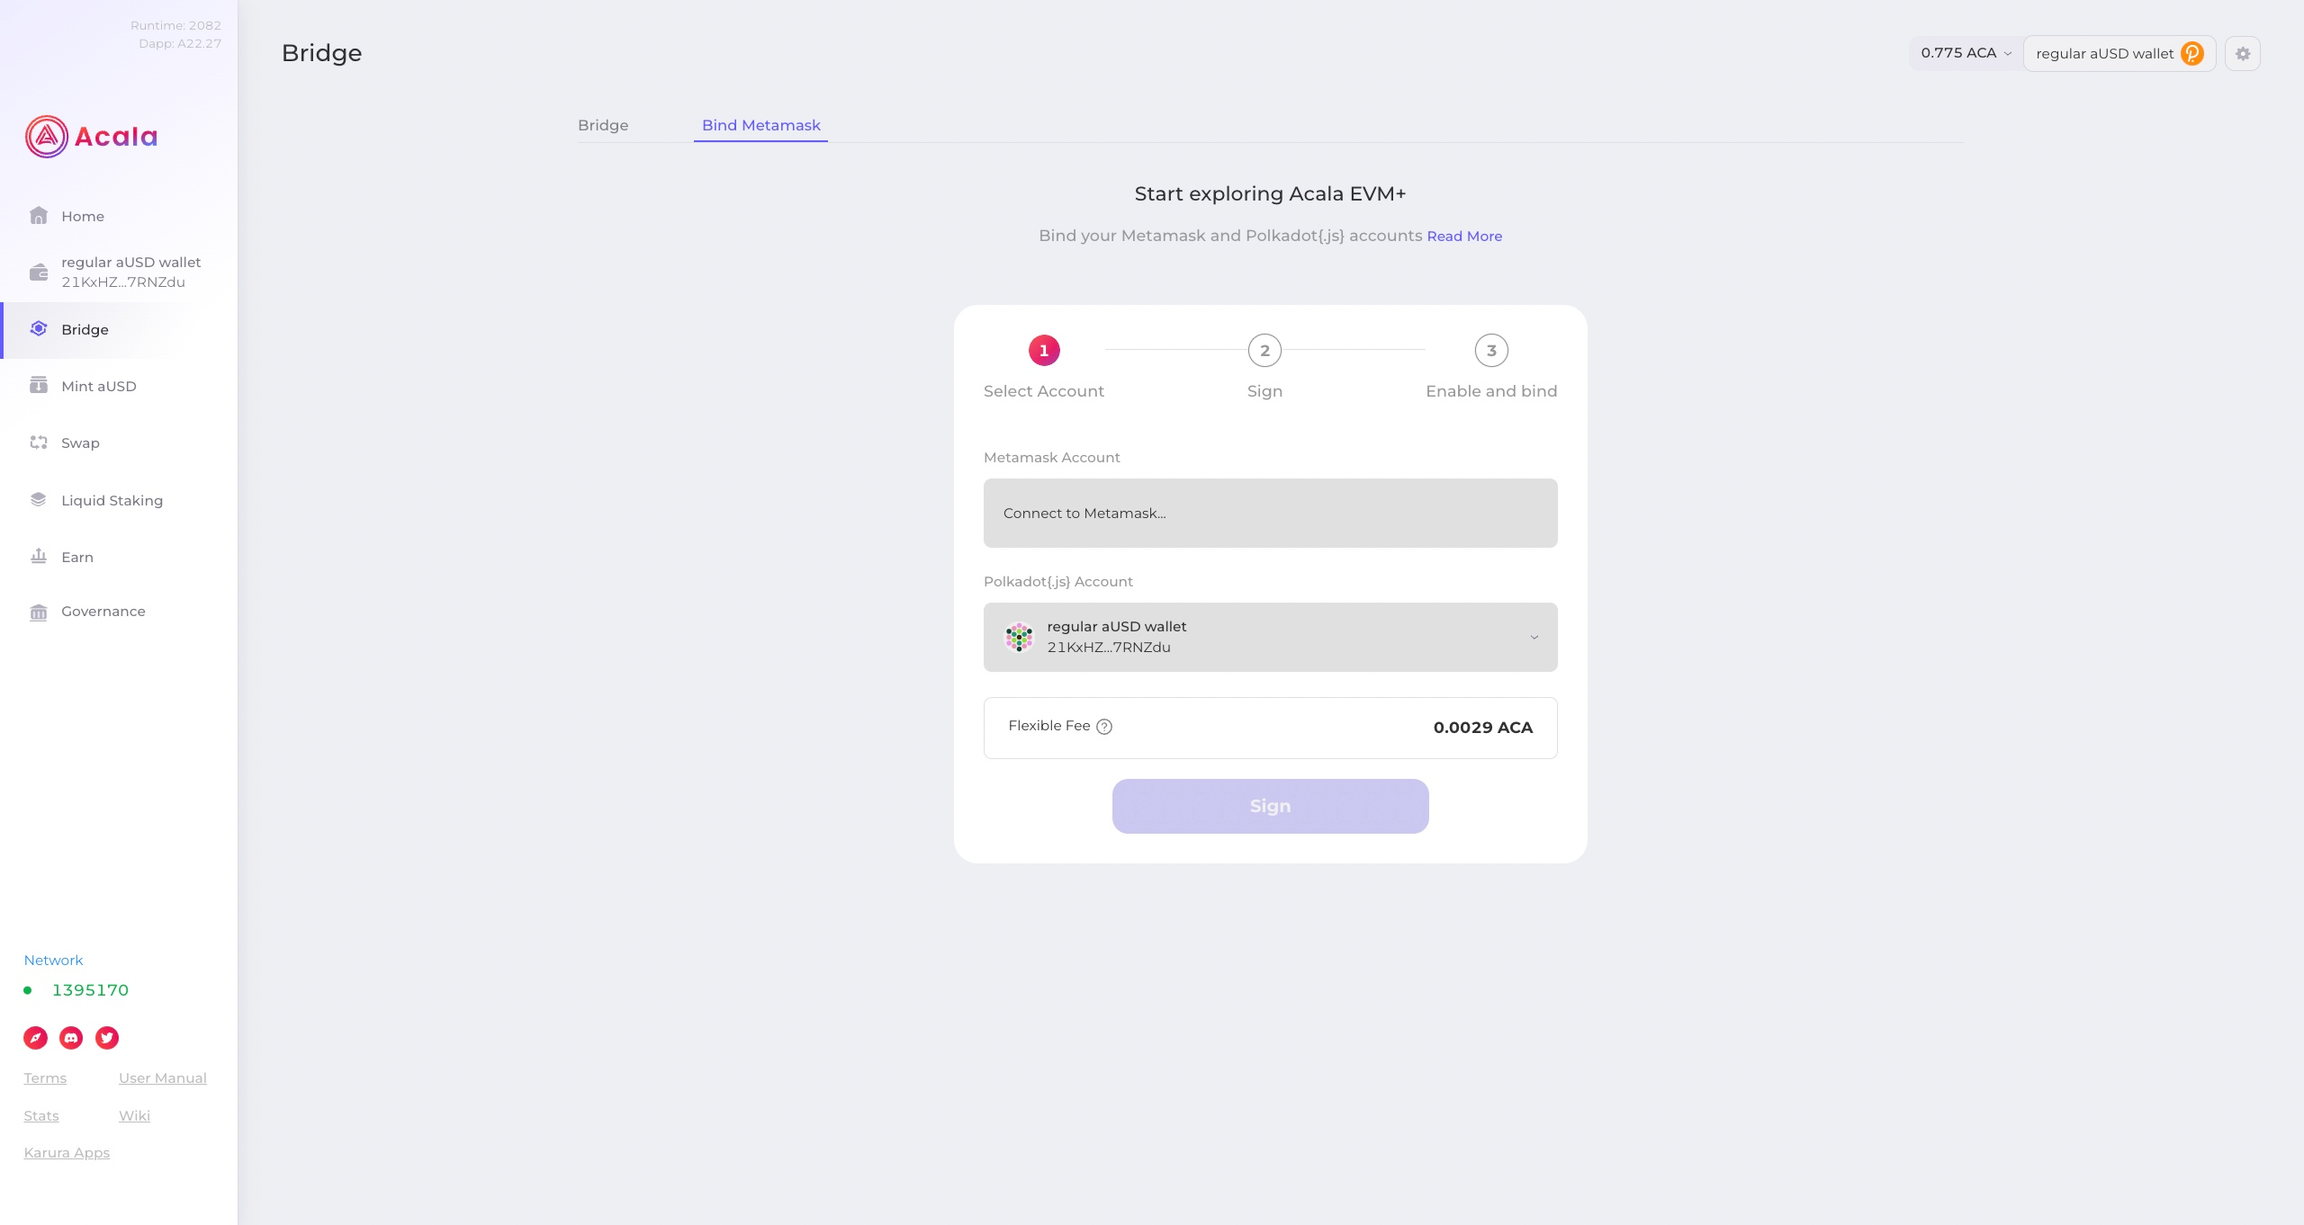 Runtime: 2082
Dapp: A22.27
Acala
Home
regular aUSD wallet
21KxHZ...7RNZdu
Bridge
Mint aUSD
Swap
Liquid Staking
Earn
Governance
Network
1395170
Terms
User Manual
Stats
Wiki
Karura Apps
Bridge
0.775 ACA
regular aUSD wallet
Bridge
Bind Metamask
Start exploring Acala EVM+
Bind your Metamask and Polkadot{.js} accounts Read More
1
2
3
Select Account
Sign
Enable and bind
Metamask Account
Connect to Metamask...
Polkadot{.js} Account
regular aUSD wallet
21KxHZ...7RNZdu
Flexible Fee ?
0.0029 ACA
Sign